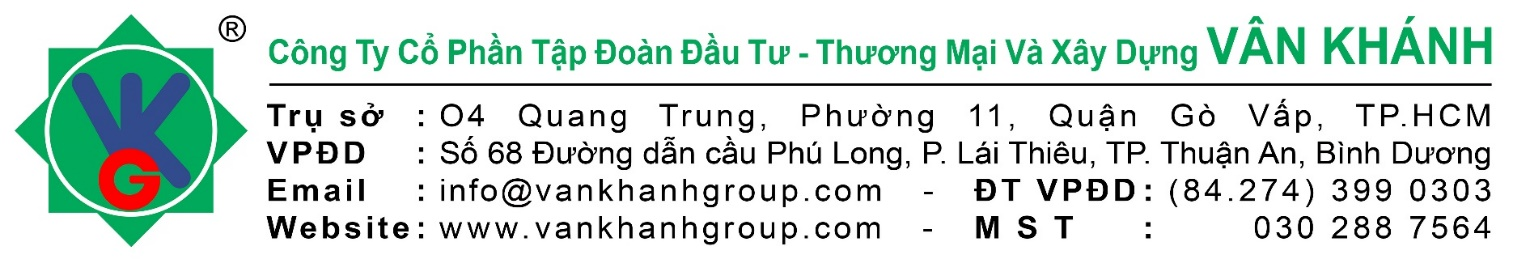 VKG ®
Công Ty Cổ Phần Tập Đoàn Đầu Tư - Thương Mại Và Xây Dựng VÂN KHÁNH
Trụ sở : O4 Quang Trung, Phường 11, Quận Gò Vấp, TP.HCM
VPĐD : Số 68 Đường dẫn cầu Phú Long, P. Lái Thiêu, TP. Thuận An, Bình Dương
Email : info@vankhanhgroup.com - ĐT VPĐD: (84.274) 399 0303
Website: www.vankhanhgroup.com - MST : 030 288 7564